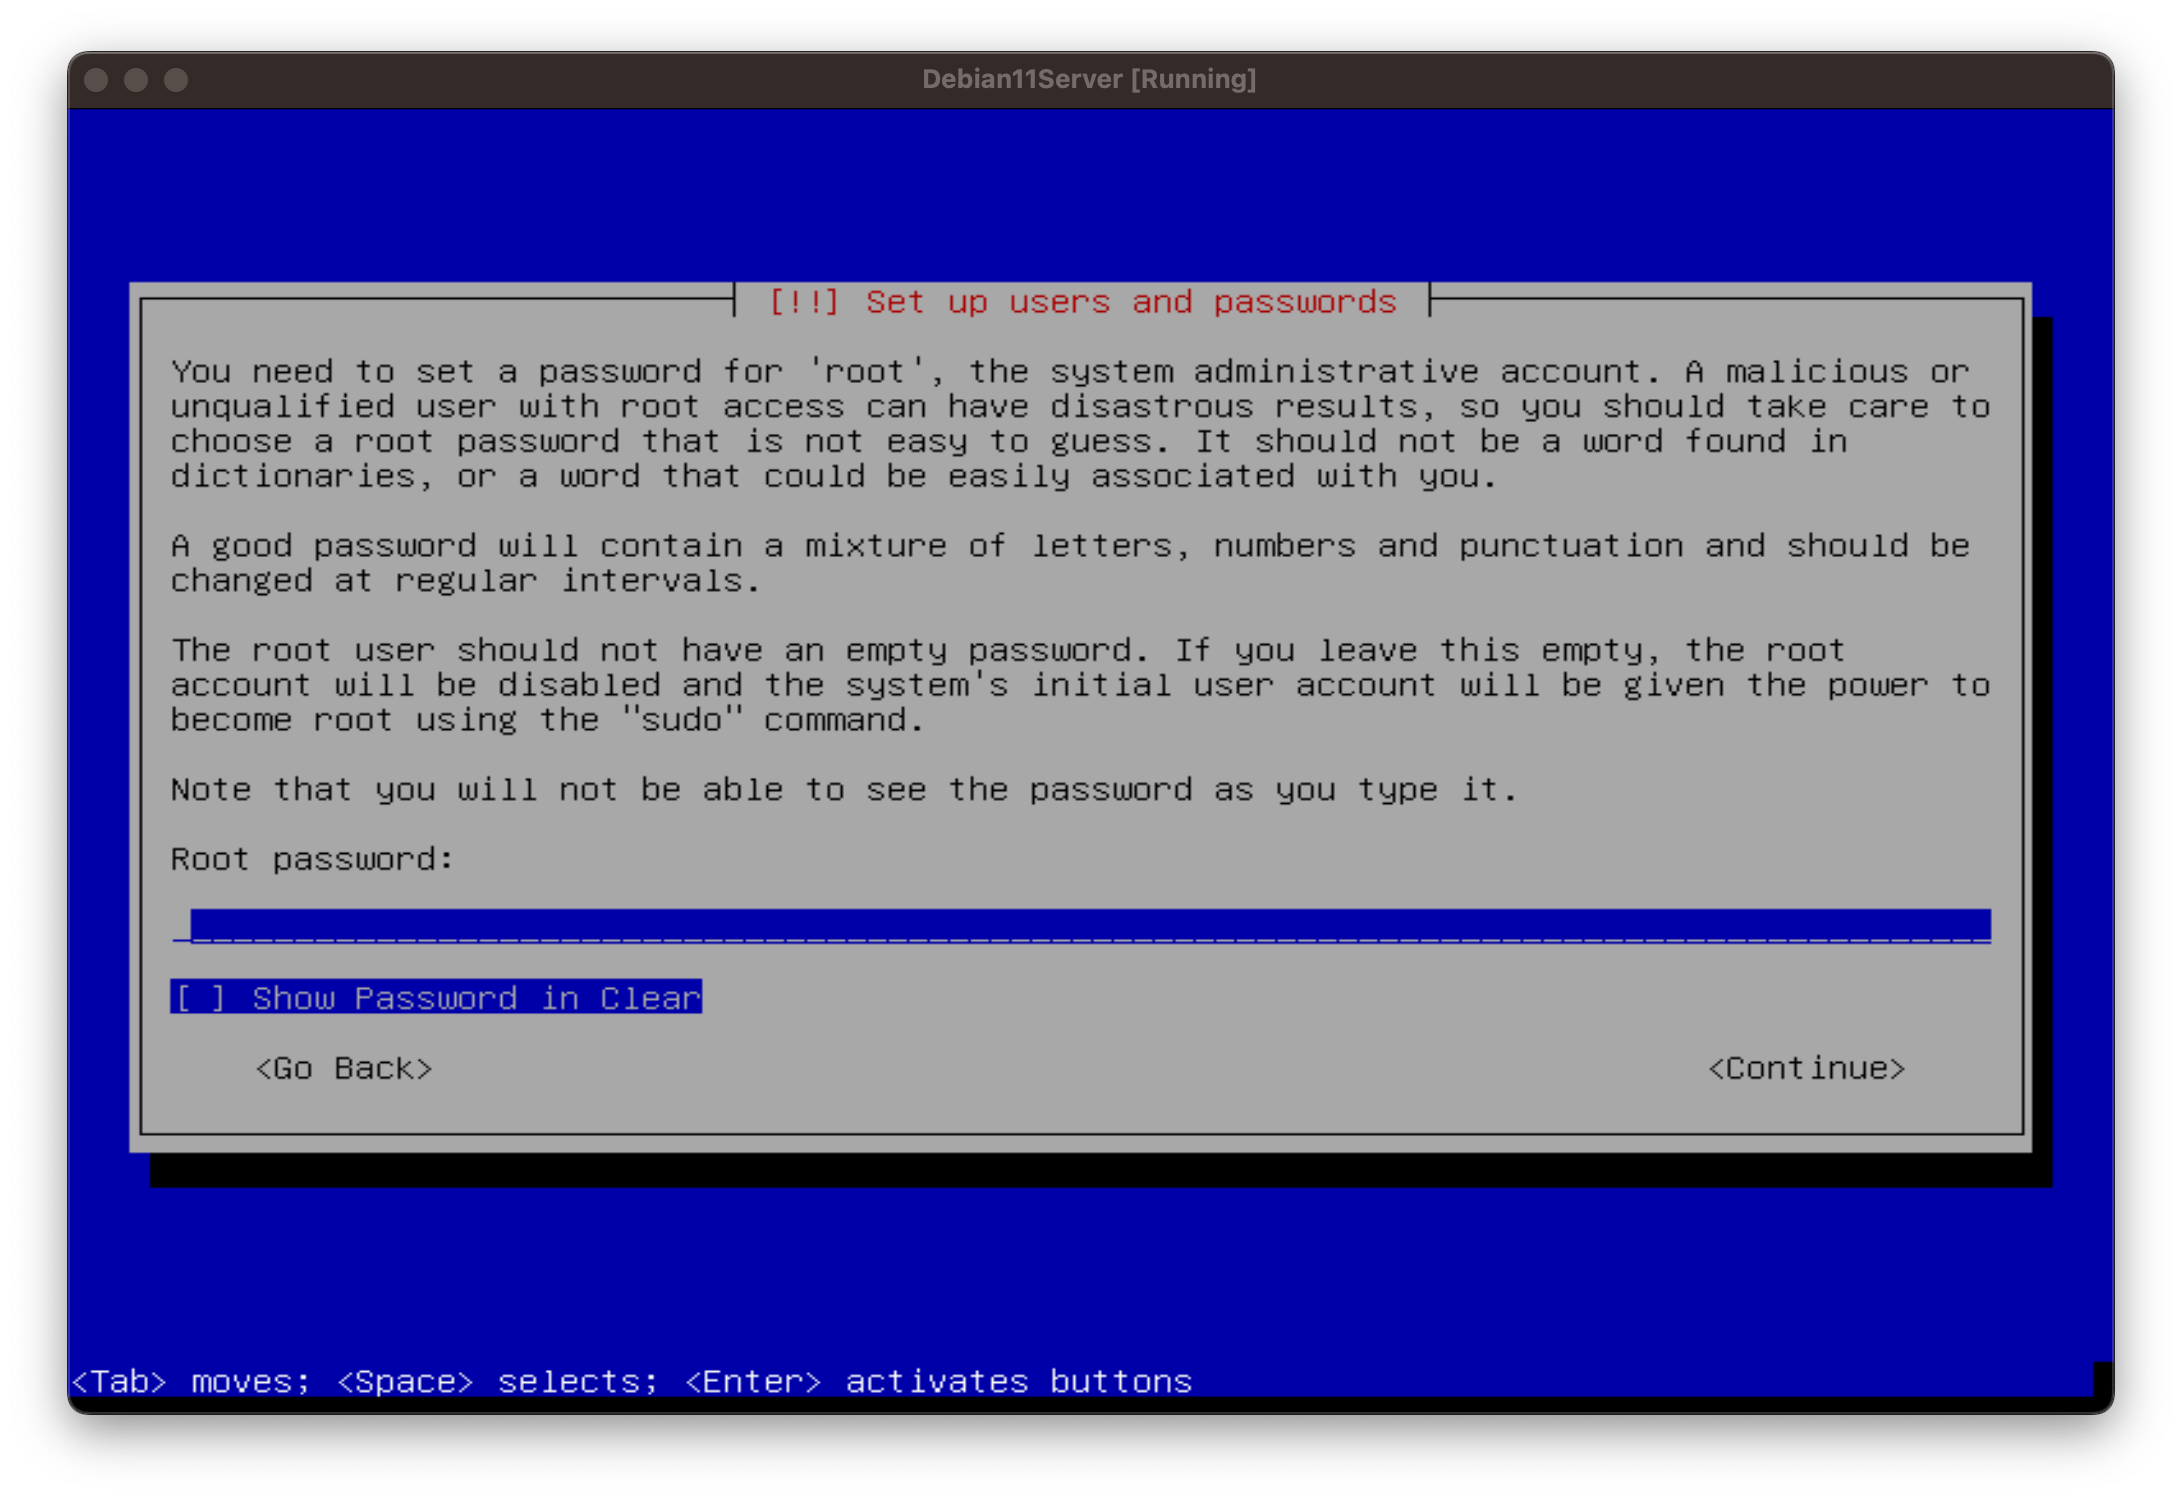 Debian11Server [Running]
[!!] Set up users and passwords
You need to set a password for 'root', the system administrative account. A malicious or
unqualified user with root access can have disastrous results, so you should take care to
choose a root password that is not easy to guess. It should not be a word found in
dictionaries, or a word that could be easily associated with you.
A good password will contain a mixture of letters, numbers and punctuation and should be
changed at regular intervals.
The root user should not have an empty password. If you leave this empty, the root
account will be disabled and the system's initial user account will be given the power to
become root using the "sudo" command.
Note that you will not be able to see the password as you type it.
Root password:
[ ] Show Password in Clear
<Go Back> <Continue>
<Tab> moves; <Space> selects; <Enter> activates buttons